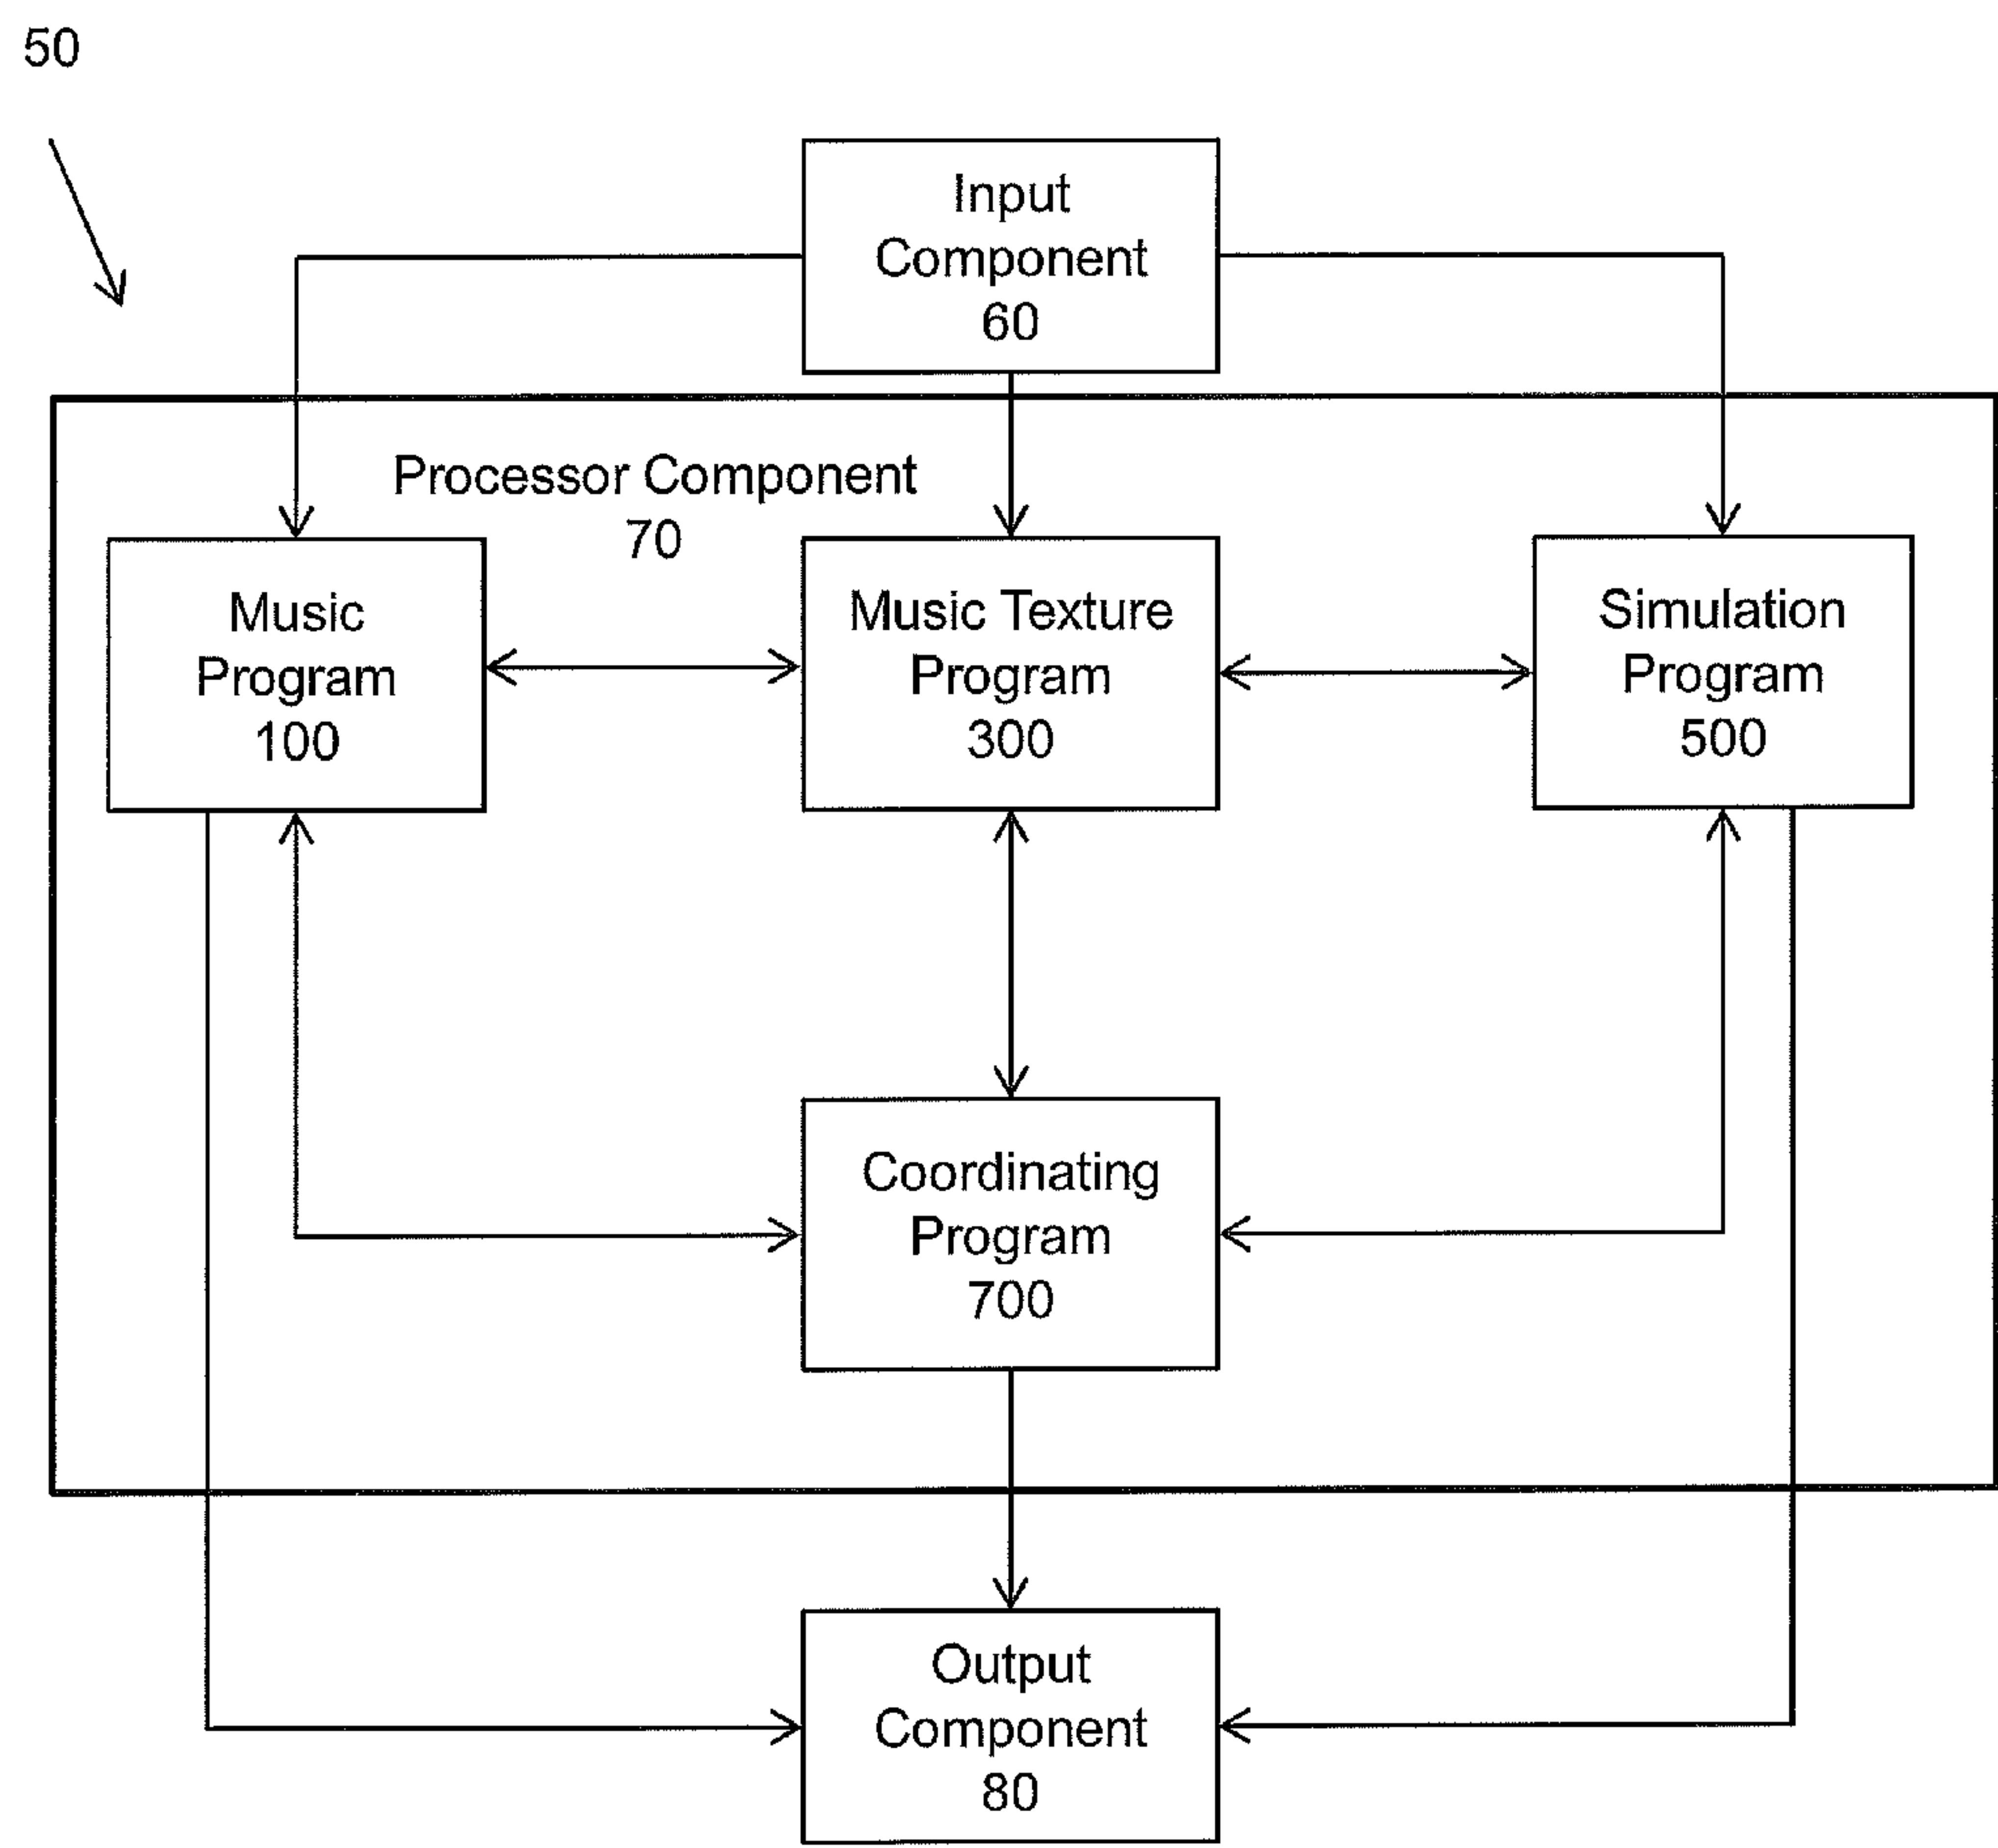 50
Input
Component
60
Processor Component
70
Music
Program
100
Music Texture
Program
300
Simulation
Program
500
Coordinating
Program
700
Output
Component
80